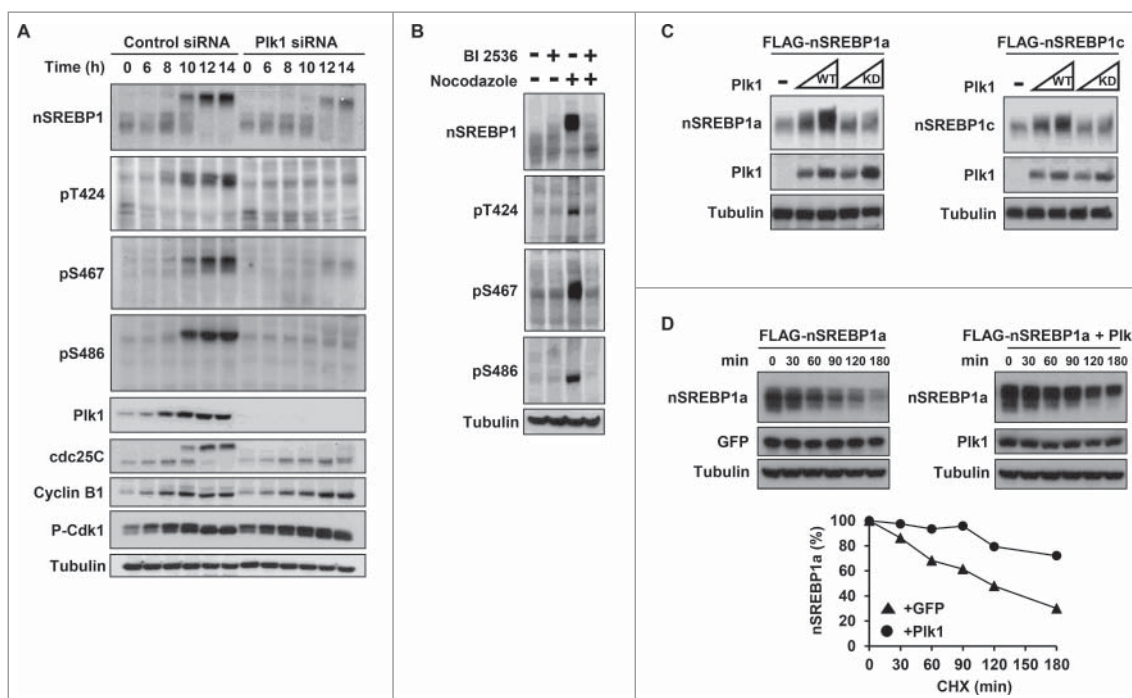 A
Control siRNA Plk1 siRNA
Time (h) 0 6 8 10 12 14 0 6 8 10 12 14
nSREBP1
pT424
pS467
pS486
Plk1
cdc25C
Cyclin B1
P-Cdk1
Tubulin
B
BI 2536 - + - +
Nocodazole - - + +
nSREBP1
pT424
pS467
pS486
Tubulin
C
FLAG-nSREBP1a
Plk1 - WT KD
nSREBP1a
Plk1
Tubulin
FLAG-nSREBP1c
Plk1 - WT KD
nSREBP1c
Plk1
Tubulin
D
FLAG-nSREBP1a
min 0 30 60 90 120 180
nSREBP1a
GFP
Tubulin
FLAG-nSREBP1a + Plk
min 0 30 60 90 120 180
nSREBP1a
Plk1
Tubulin
nSREBP1a (%)
100
80
60
40
20
0
+GFP
+Plk1
0 30 60 90 120 150 180
CHX (min)